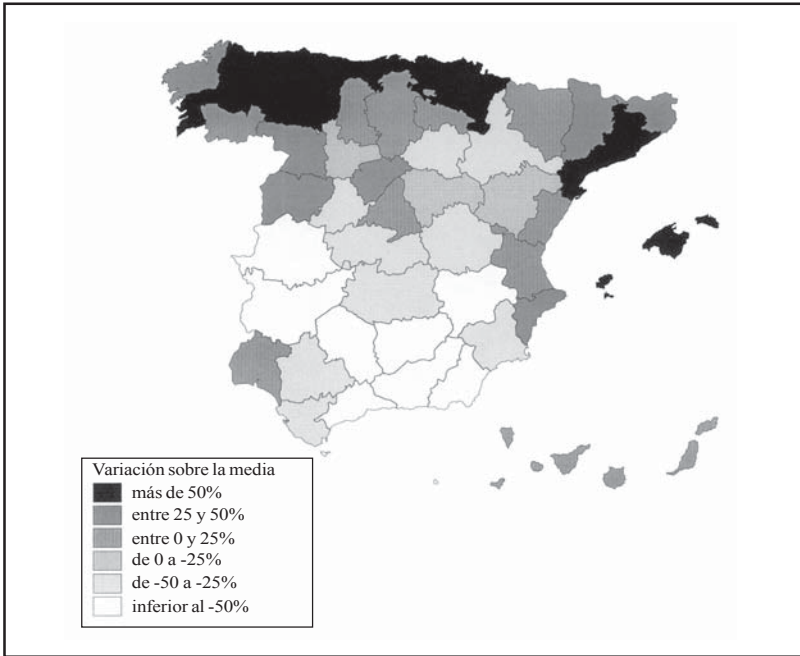 Variación sobre la media
más de 50%
entre 25 y 50%
entre 0 y 25%
de 0 a -25%
de -50 a -25%
inferior al -50%